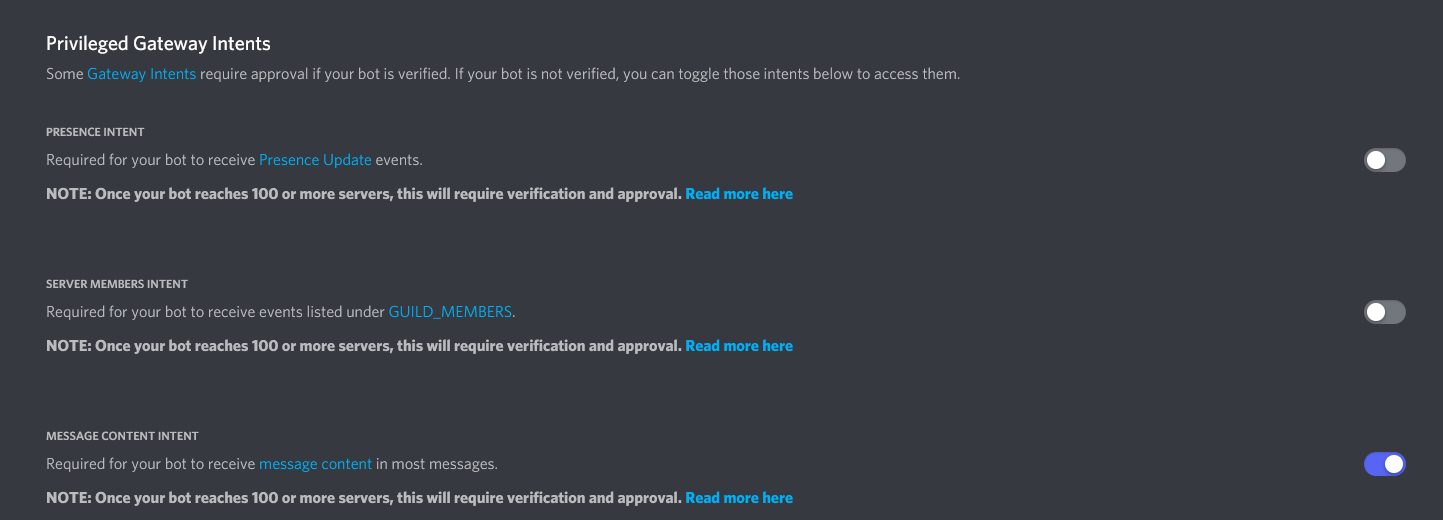 Privileged Gateway Intents
Some Gateway Intents require approval if your bot is verified. If your bot is not verified, you can toggle those intents below to access them.
PRESENCE INTENT
Required for your bot to receive Presence Update events.
NOTE: Once your bot reaches 100 or more servers, this will require verification and approval. Read more here
SERVER MEMBERS INTENT
Required for your bot to receive events listed under GUILD_MEMBERS.
NOTE: Once your bot reaches 100 or more servers, this will require verification and approval. Read more here
MESSAGE CONTENT INTENT
Required for your bot to receive message content in most messages.
NOTE: Once your bot reaches 100 or more servers, this will require verification and approval. Read more here